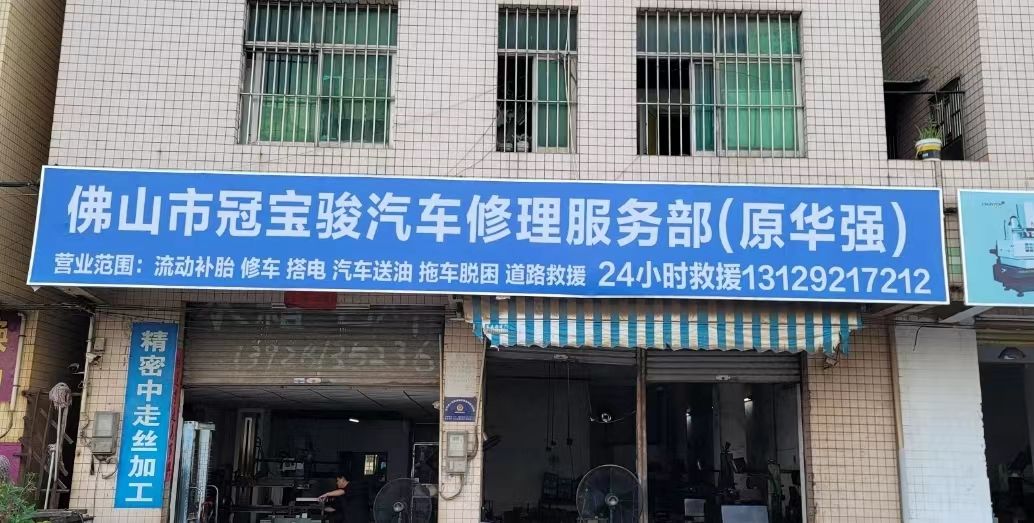 佛山市冠宝骏汽车修理服务部(原华强)
营业范围：流动补胎 修车 搭电 汽车送油 拖车脱困 道路救援 24小时救援13129217212
精密中走丝加工